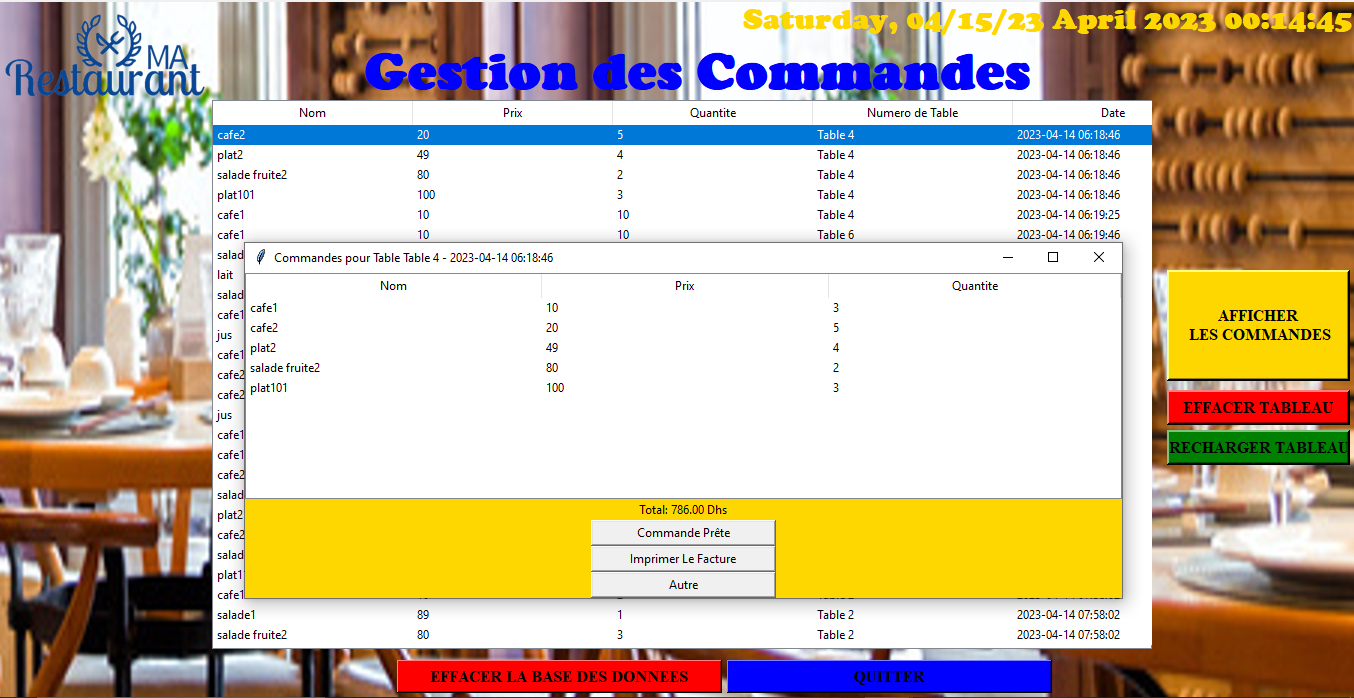 MA
Restaurant
Saturday, 04/15/23 April 2023 00:14:45
Gestion des Commandes
Nom Prix Quantite Numero de Table Date
cafe2 20 5 Table 4 2023-04-14 06:18:46
plat2 49 4 Table 4 2023-04-14 06:18:46
salade fruite2 80 2 Table 4 2023-04-14 06:18:46
plat101 100 3 Table 4 2023-04-14 06:18:46
cafe1 10 10 Table 4 2023-04-14 06:19:25
cafe1 10 10 Table 6 2023-04-14 06:19:46
salad
lait
salad
cafe1
jus
cafe1
cafe2
cafe2
jus
cafe1
cafe1
cafe2
salad
plat2
cafe2
salad
plat1
cafe1
salade1 89 1 Table 2 2023-04-14 07:58:02
salade fruite2 80 3 Table 2 2023-04-14 07:58:02
Commandes pour Table Table 4 - 2023-04-14 06:18:46
Nom Prix Quantite
cafe1 10 3
cafe2 20 5
plat2 49 4
salade fruite2 80 2
plat101 100 3
Total: 786.00 Dhs
Commande Prête
Imprimer Le Facture
Autre
AFFICHER
LES COMMANDES
EFFACER TABLEAU
RECHARGER TABLEAU
EFFACER LA BASE DES DONNEES
QUITTER